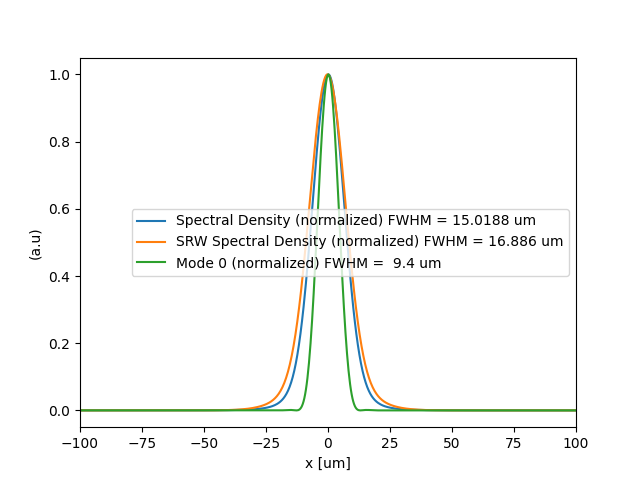 1.0
0.8
0.6
0.4
0.2
0.0
(a.u)
Spectral Density (normalized) FWHM = 15.0188 um
SRW Spectral Density (normalized) FWHM = 16.886 um
Mode 0 (normalized) FWHM =  9.4 um
−100 −75 −50 −25 0 25 50 75 100
x [um]